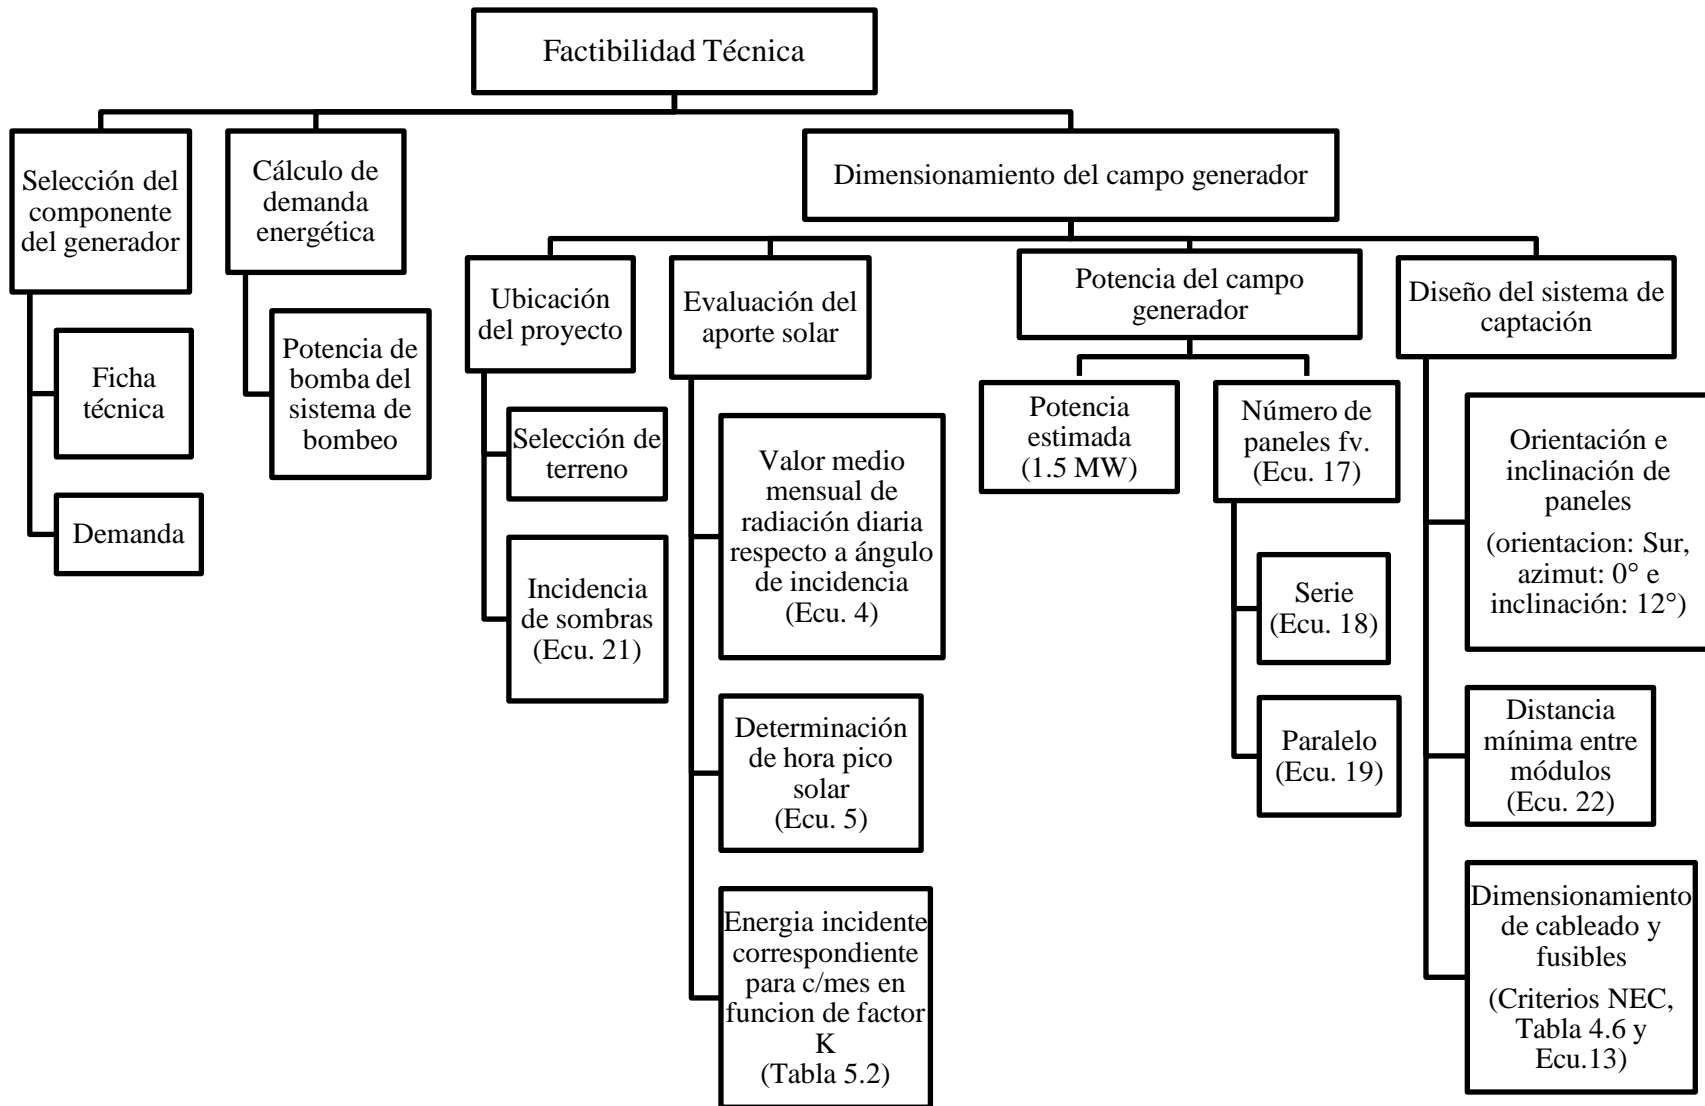 Factibilidad Técnica
Selección del
componente
del generador
Cálculo de
demanda
energética
Dimensionamiento del campo generador
Ficha
técnica
Demanda
Potencia de
bomba del
sistema de
bombeo
Ubicación
del proyecto
Selección de
terreno
Incidencia
de sombras
(Ecu. 21)
Evaluación del
aporte solar
Valor medio
mensual de
radiación diaria
respecto a ángulo
de incidencia
(Ecu. 4)
Determinación
de hora pico
solar
(Ecu. 5)
Energia incidente
correspondiente
para c/mes en
funcion de factor
K
(Tabla 5.2)
Potencia del campo
generador
Potencia
estimada
(1.5 MW)
Número de
paneles fv.
(Ecu. 17)
Serie
(Ecu. 18)
Paralelo
(Ecu. 19)
Diseño del sistema de
captación
Orientación e
inclinación de
paneles
(orientacion: Sur,
azimut: 0° e
inclinación: 12°)
Distancia
mínima entre
módulos
(Ecu. 22)
Dimensionamiento
de cableado y
fusibles
(Criterios NEC,
Tabla 4.6 y
Ecu.13)